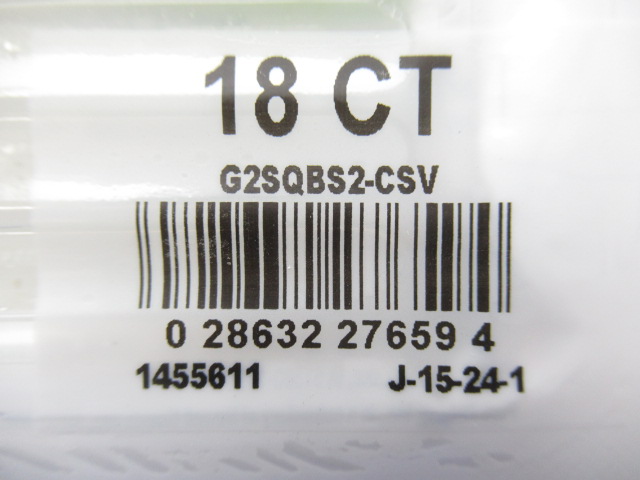 18 CT
G2SQBS2-CSV
0 28632 27659 4
1455611 J-15-24-1